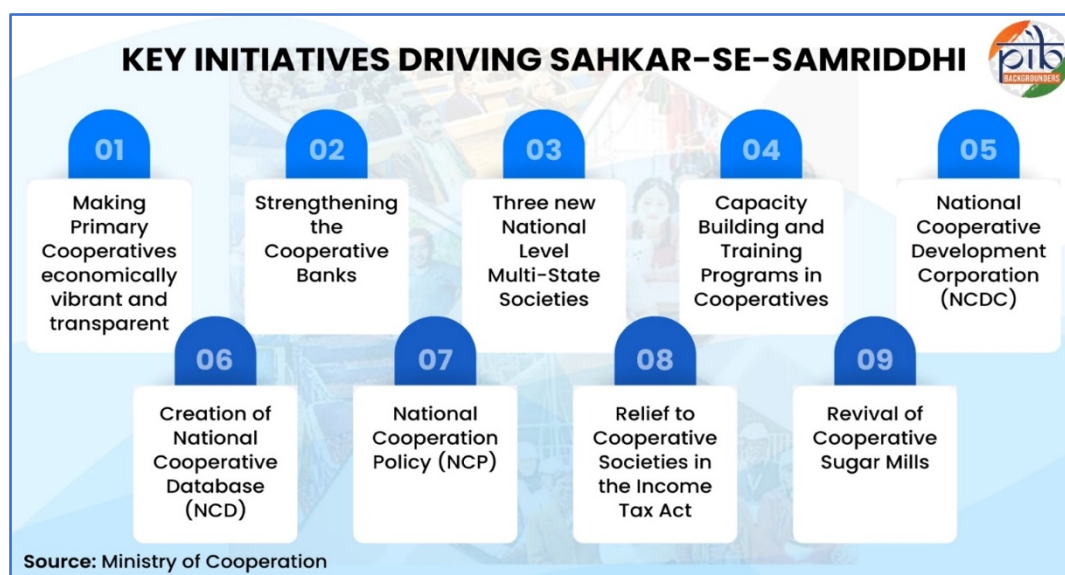 KEY INITIATIVES DRIVING SAHKAR-SE-SAMRIDDHI
pib
BACKGROUNDERS
01
Making
Primary
Cooperatives
economically
vibrant and
transparent
02
Strengthening
the
Cooperative
Banks
03
Three new
National
Level
Multi-State
Societies
04
Capacity
Building and
Training
Programs in
Cooperatives
05
National
Cooperative
Development
Corporation
(NCDC)
06
Creation of
National
Cooperative
Database
(NCD)
07
National
Cooperation
Policy (NCP)
08
Relief to
Cooperative
Societies in
the Income
Tax Act
09
Revival of
Cooperative
Sugar Mills
Source: Ministry of Cooperation